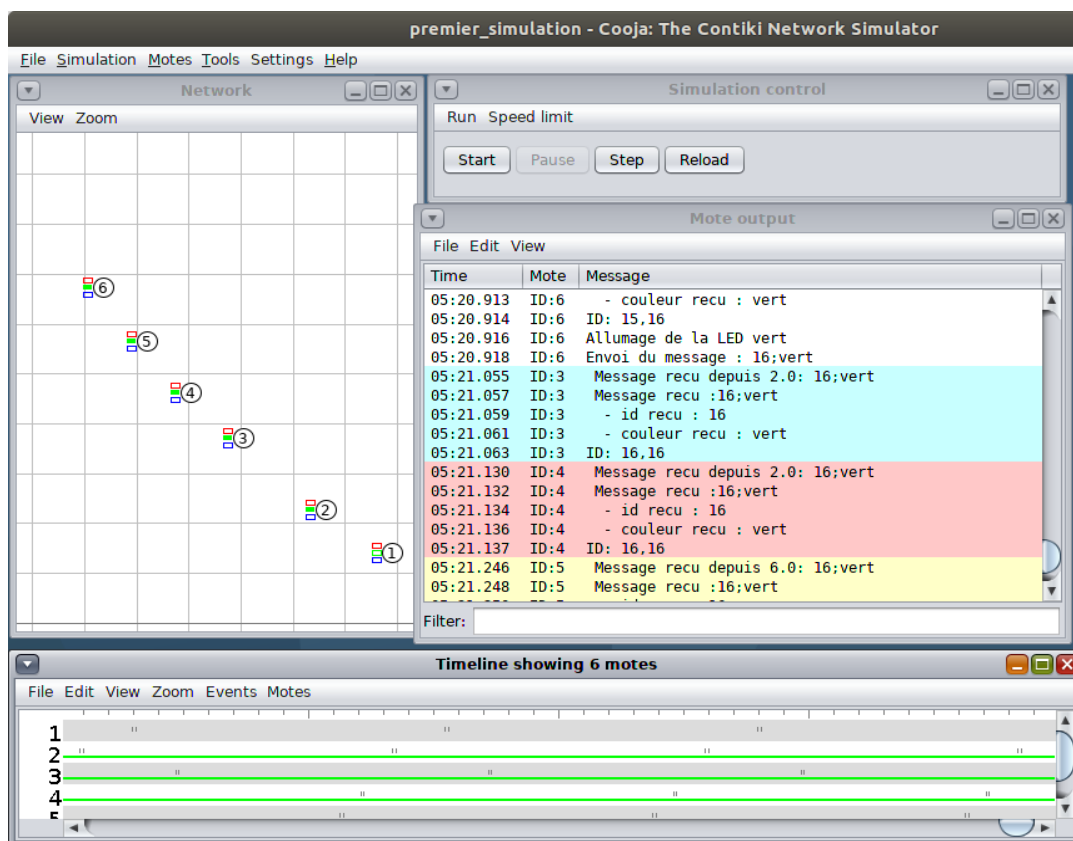 premier_simulation - Cooja: The Contiki Network Simulator
File Simulation Motes Tools Settings Help
Network
View Zoom
6
5
4
3
2
1
Simulation control
Run Speed limit
Start Pause Step Reload
Mote output
File Edit View
Time Mote Message
05:20.913 ID:6 - couleur recu : vert
05:20.914 ID:6 ID: 15,16
05:20.916 ID:6 Allumage de la LED vert
05:20.918 ID:6 Envoi du message : 16;vert
05:21.055 ID:3 Message recu depuis 2.0: 16;vert
05:21.057 ID:3 Message recu :16;vert
05:21.059 ID:3 - id recu : 16
05:21.061 ID:3 - couleur recu : vert
05:21.063 ID:3 ID: 16,16
05:21.130 ID:4 Message recu depuis 2.0: 16;vert
05:21.132 ID:4 Message recu :16;vert
05:21.134 ID:4 - id recu : 16
05:21.136 ID:4 - couleur recu : vert
05:21.137 ID:4 ID: 16,16
05:21.246 ID:5 Message recu depuis 6.0: 16;vert
05:21.248 ID:5 Message recu :16;vert
Filter:
Timeline showing 6 motes
File Edit View Zoom Events Motes
1
2
3
4
5